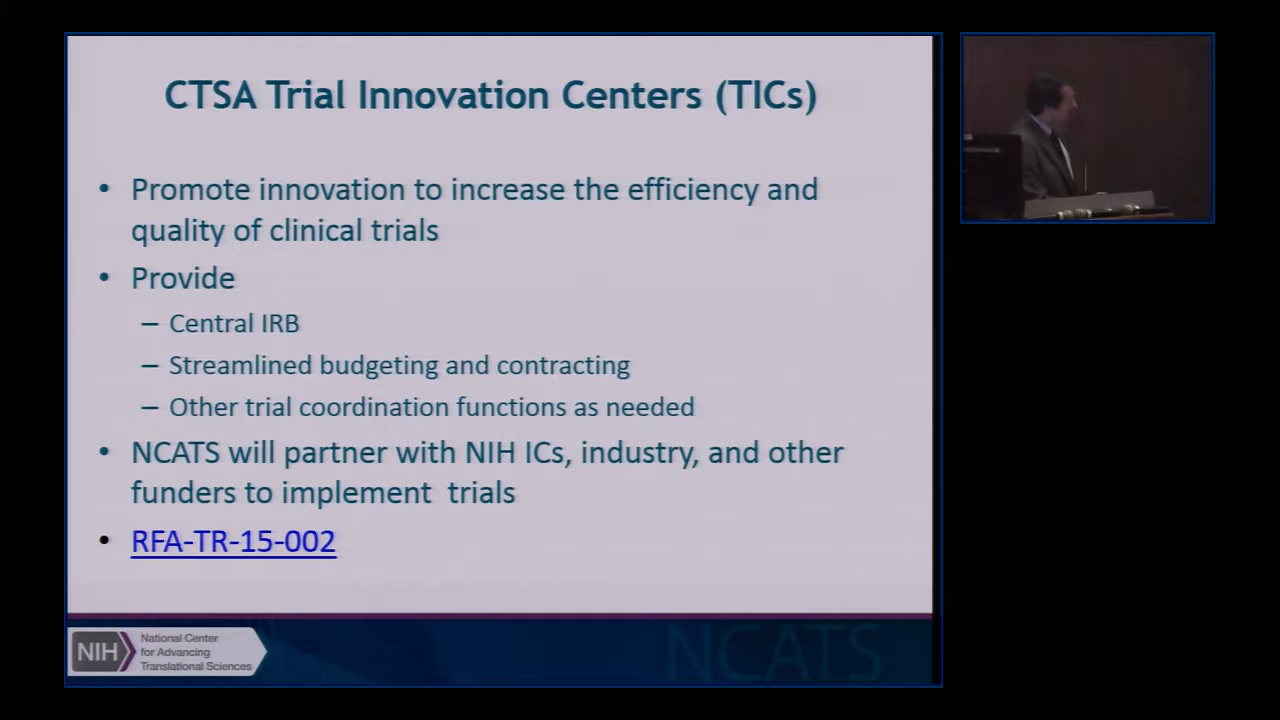 CTSA Trial Innovation Centers (TICs)
• Promote innovation to increase the efficiency and
quality of clinical trials
• Provide
– Central IRB
– Streamlined budgeting and contracting
– Other trial coordination functions as needed
• NCATS will partner with NIH ICs, industry, and other
funders to implement trials
• RFA-TR-15-002
NIH
National Center
for Advancing
Translational Sciences
NCATS